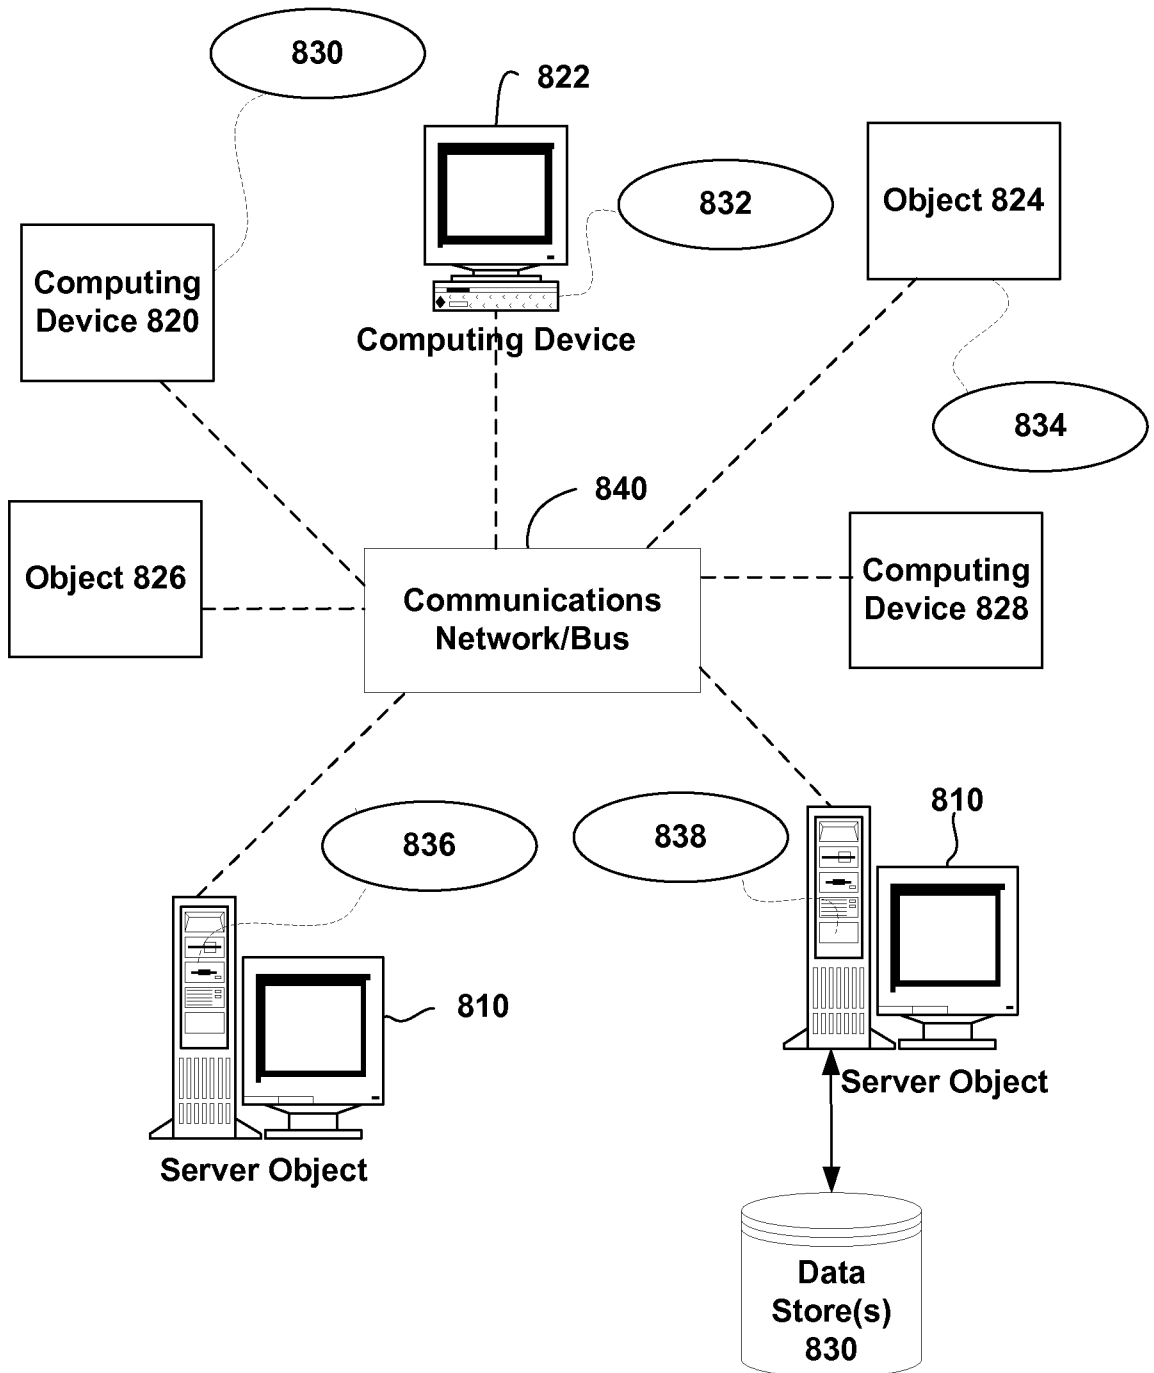 830
822
832
Object 824
Computing
Device 820
Computing Device
834
840
Object 826
Communications
Network/Bus
Computing
Device 828
836
838
810
810
Server Object
Server Object
Data
Store(s)
830